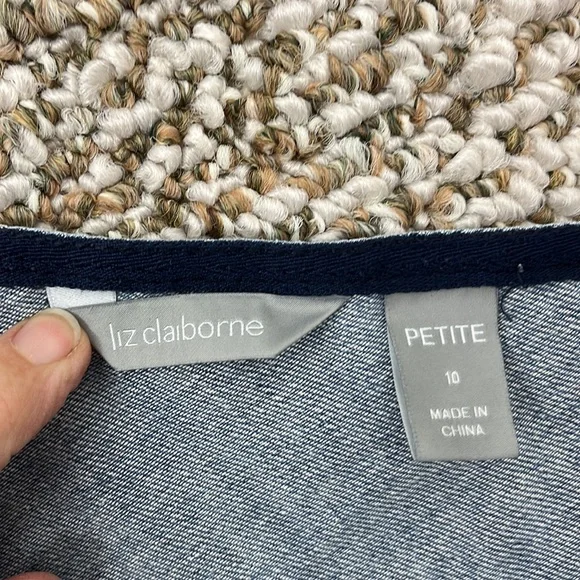 liz claiborne
PETITE
10
MADE IN
CHINA